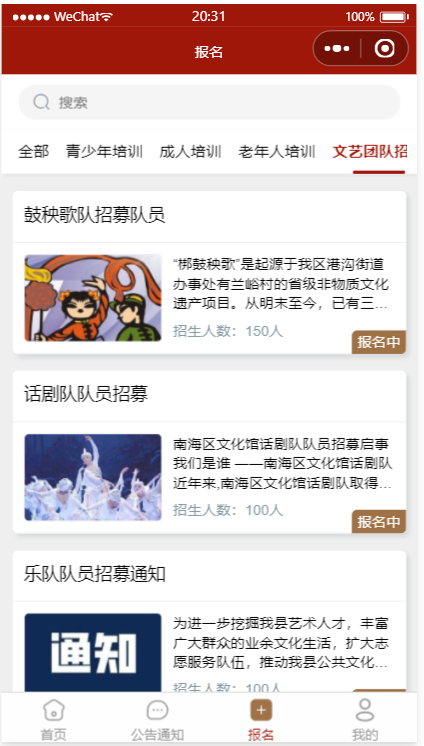 WeChat 20:31 100%
报名
搜索
全部 青少年培训 成人培训 老年人培训 文艺团队招
鼓秧歌队招募队员
“梆鼓秧歌”是起源于我区港沟街道
办事处有兰峪村的省级非物质文化
遗产项目。从明末至今，已有三...
招生人数：150人
报名中
话剧队队员招募
南海区文化馆话剧队队员招募启事
我们是谁 ——南海区文化馆话剧队
近年来,南海区文化馆话剧队取得...
招生人数：100人
报名中
乐队队员招募通知
通知
为进一步挖掘我县艺术人才，丰富
广大群众的业余文化生活，扩大志
愿服务队伍，推动我县公共文化...
招生人数：100人
首页 公告通知 报名 我的